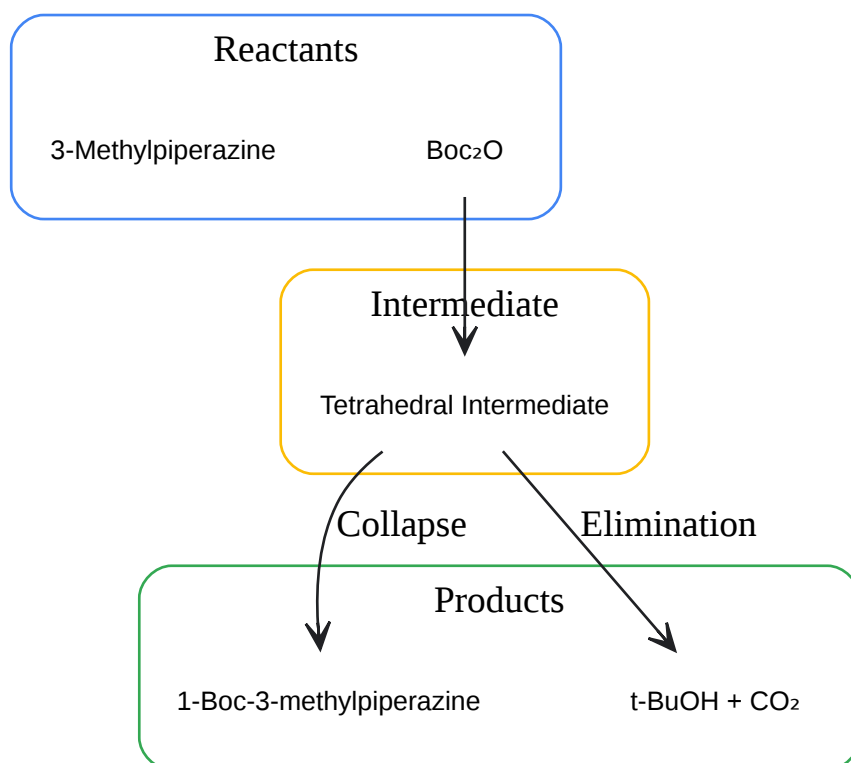 Reactants
3-Methylpiperazine Boc₂O
Intermediate
Tetrahedral Intermediate
Collapse Elimination
Products
1-Boc-3-methylpiperazine t-BuOH + CO₂